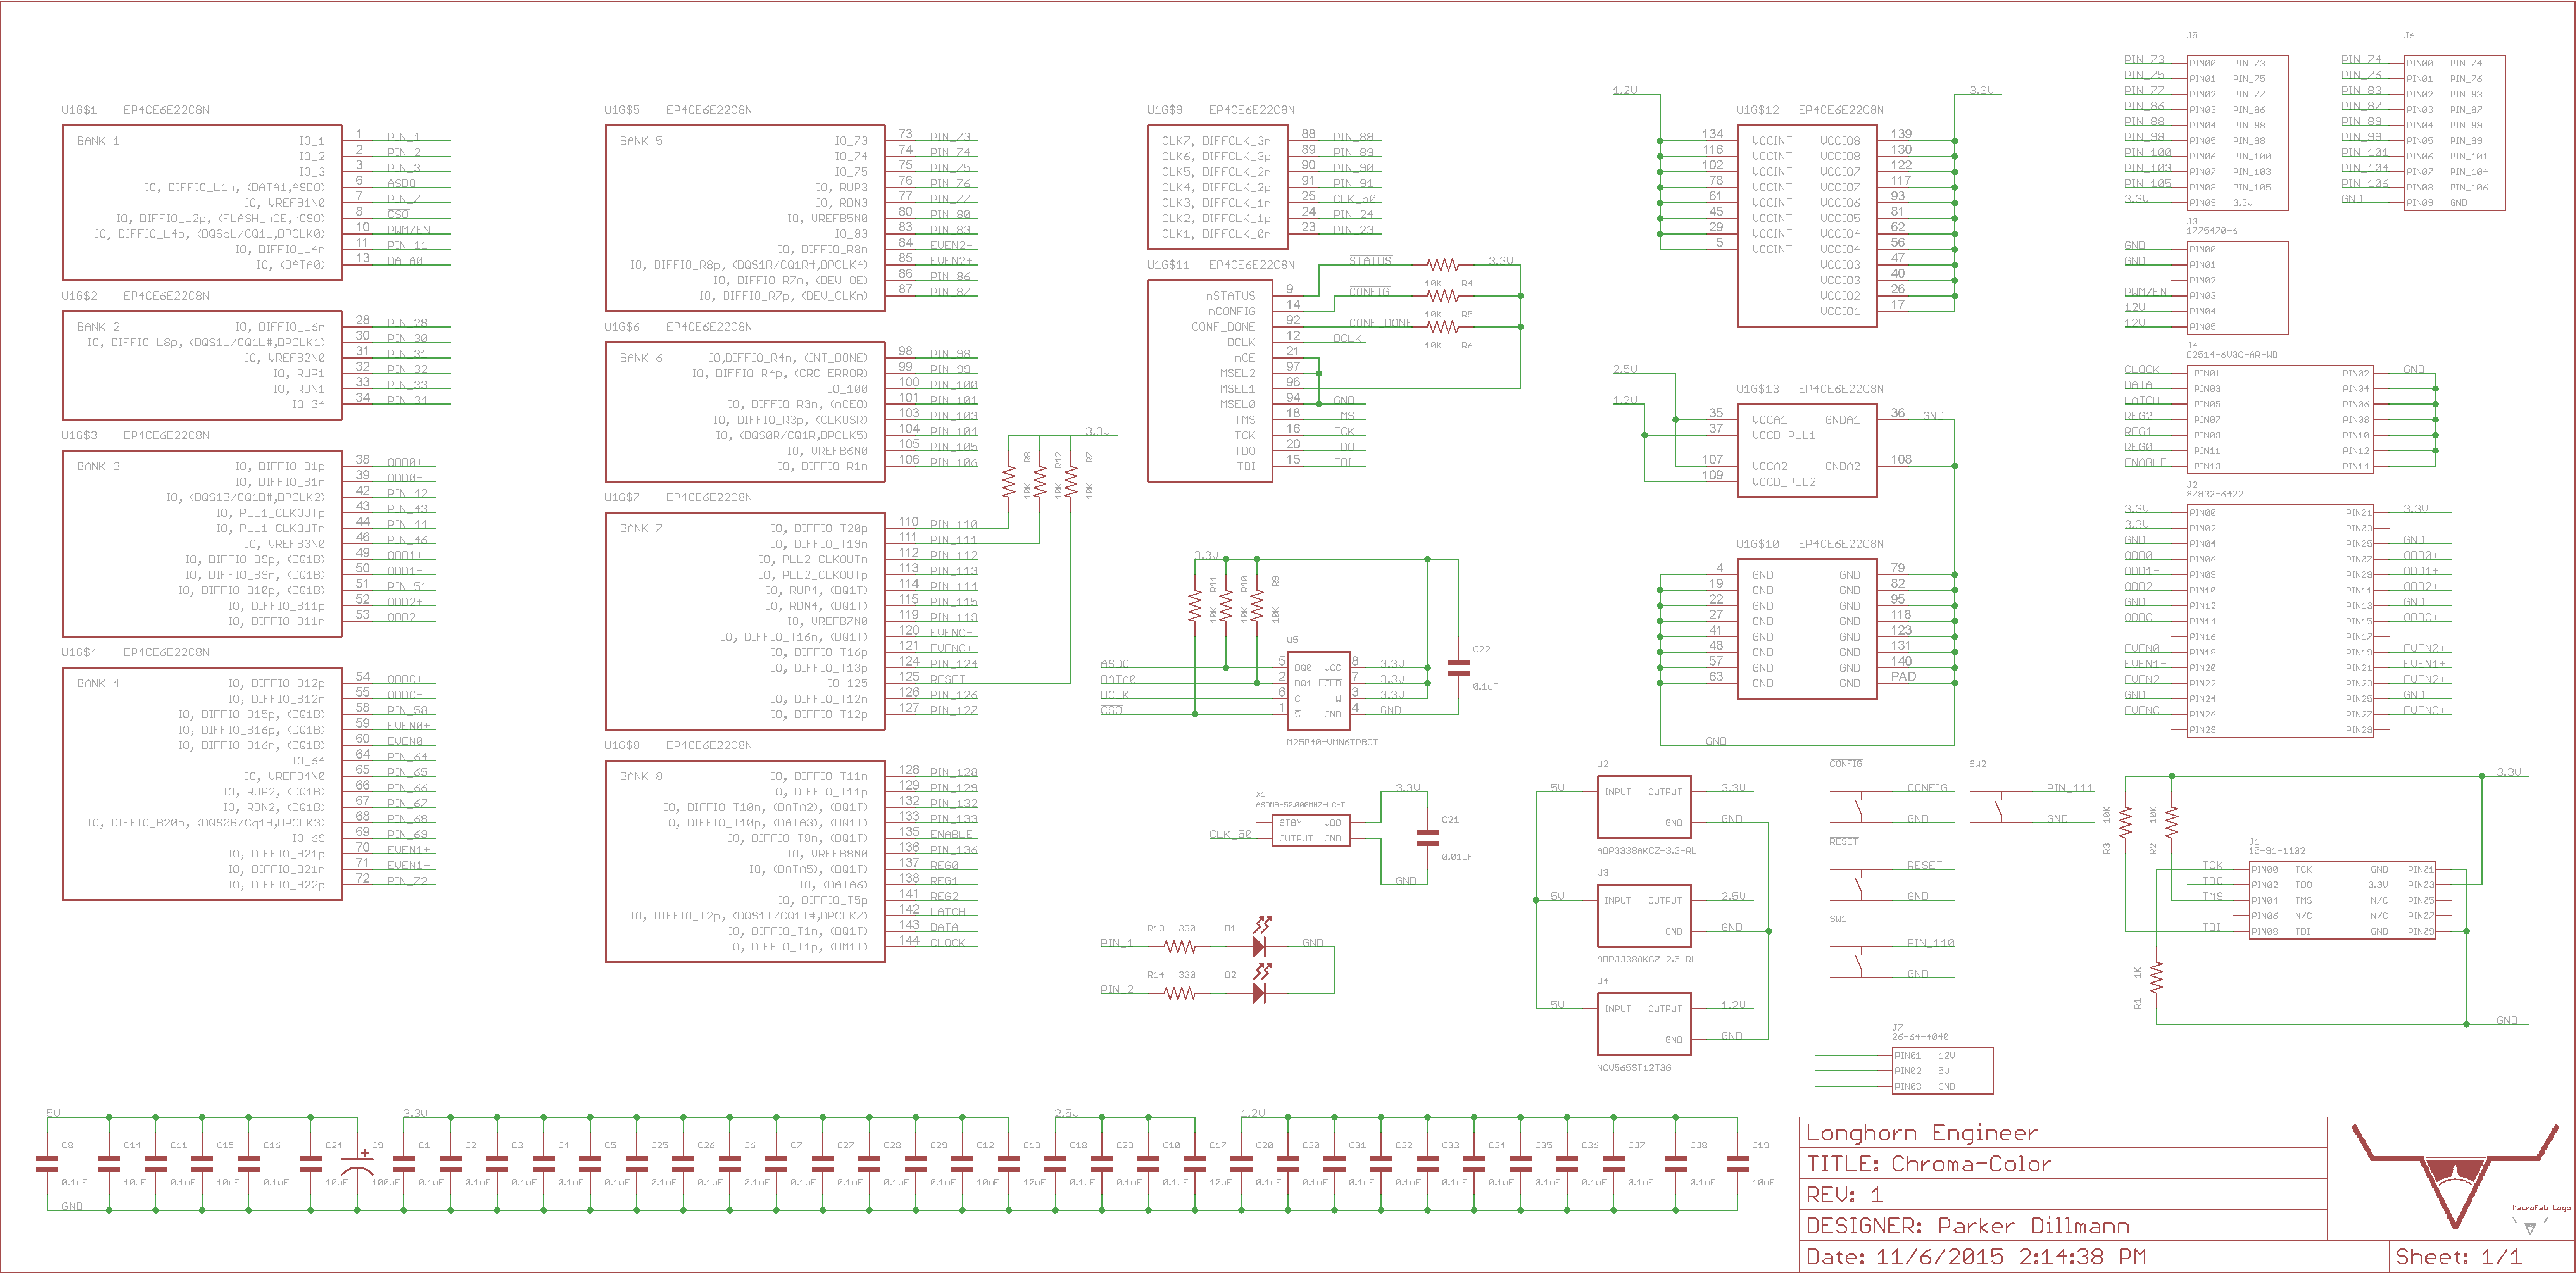 U1G$1 EP4CE6E22C8N
BANK 1
IO_1 1 PIN_1
IO_2 2 PIN_2
IO_3 3 PIN_3
IO, DIFFIO_L1n, (DATA1,ASDO) 6 ASDO
IO, VREFB1N0 7 PIN_7
IO, DIFFIO_L2p, (FLASH_nCE,nCSO) 8 CSO
IO, DIFFIO_L4p, (DQSoL/CQ1L,DPCLK0) 10 PWM/EN
IO, DIFFIO_L4n 11 PIN_11
IO, (DATA0) 13 DATA0
U1G$2 EP4CE6E22C8N
BANK 2
IO, DIFFIO_L6n 28 PIN_28
IO, DIFFIO_L8p, (DQS1L/CQ1L#,DPCLK1) 30 PIN_30
IO, VREFB2N0 31 PIN_31
IO, RUP1 32 PIN_32
IO, RDN1 33 PIN_33
IO_34 34 PIN_34
U1G$3 EP4CE6E22C8N
BANK 3
IO, DIFFIO_B1p 38 ODD0+
IO, DIFFIO_B1n 39 ODD0-
IO, (DQS1B/CQ1B#,DPCLK2) 42 PIN_42
IO, PLL1_CLKOUTp 43 PIN_43
IO, PLL1_CLKOUTn 44 PIN_44
IO, VREFB3N0 46 PIN_46
IO, DIFFIO_B9p, (DQ1B) 49 ODD1+
IO, DIFFIO_B9n, (DQ1B) 50 ODD1-
IO, DIFFIO_B10p, (DQ1B) 51 PIN_51
IO, DIFFIO_B11p 52 ODD2+
IO, DIFFIO_B11n 53 ODD2-
U1G$4 EP4CE6E22C8N
BANK 4
IO, DIFFIO_B12p 54 ODDC+
IO, DIFFIO_B12n 55 ODDC-
IO, DIFFIO_B15p, (DQ1B) 58 PIN_58
IO, DIFFIO_B16p, (DQ1B) 59 EVEN0+
IO, DIFFIO_B16n, (DQ1B) 60 EVEN0-
IO_64 64 PIN_64
IO, VREFB4N0 65 PIN_65
IO, RUP2, (DQ1B) 66 PIN_66
IO, RDN2, (DQ1B) 67 PIN_67
IO, DIFFIO_B20n, (DQS0B/Cq1B,DPCLK3) 68 PIN_68
IO_69 69 PIN_69
IO, DIFFIO_B21p 70 EVEN1+
IO, DIFFIO_B21n 71 EVEN1-
IO, DIFFIO_B22p 72 PIN_72
U1G$5 EP4CE6E22C8N
BANK 5
IO_73 73 PIN_73
IO_74 74 PIN_74
IO_75 75 PIN_75
IO, RUP3 76 PIN_76
IO, RDN3 77 PIN_77
IO, VREFB5N0 80 PIN_80
IO_83 83 PIN_83
IO, DIFFIO_R8n 84 EVEN2-
IO, DIFFIO_R8p, (DQS1R/CQ1R#,DPCLK4) 85 EVEN2+
IO, DIFFIO_R7n, (DEV_OE) 86 PIN_86
IO, DIFFIO_R7p, (DEV_CLKn) 87 PIN_87
U1G$6 EP4CE6E22C8N
BANK 6
IO,DIFFIO_R4n, (INT_DONE) 98 PIN_98
IO, DIFFIO_R4p, (CRC_ERROR) 99 PIN_99
IO_100 100 PIN_100
IO, DIFFIO_R3n, (nCEO) 101 PIN_101
IO, DIFFIO_R3p, (CLKUSR) 103 PIN_103
IO, (DQS0R/CQ1R,DPCLK5) 104 PIN_104
IO, VREFB6N0 105 PIN_105
IO, DIFFIO_R1n 106 PIN_106
3.3V
R8 10K
R12 10K
R7 10K
U1G$7 EP4CE6E22C8N
BANK 7
IO, DIFFIO_T20p 110 PIN_110
IO, DIFFIO_T19n 111 PIN_111
IO, PLL2_CLKOUTn 112 PIN_112
IO, PLL2_CLKOUTp 113 PIN_113
IO, RUP4, (DQ1T) 114 PIN_114
IO, RDN4, (DQ1T) 115 PIN_115
IO, VREFB7N0 119 PIN_119
IO, DIFFIO_T16n, (DQ1T) 120 EVENC-
IO, DIFFIO_T16p 121 EVENC+
IO, DIFFIO_T13p 124 PIN_124
IO_125 125 RESET
IO, DIFFIO_T12n 126 PIN_126
IO, DIFFIO_T12p 127 PIN_127
U1G$8 EP4CE6E22C8N
BANK 8
IO, DIFFIO_T11n 128 PIN_128
IO, DIFFIO_T11p 129 PIN_129
IO, DIFFIO_T10n, (DATA2), (DQ1T) 132 PIN_132
IO, DIFFIO_T10p, (DATA3), (DQ1T) 133 PIN_133
IO, DIFFIO_T8n, (DQ1T) 135 ENABLE
IO, VREFB8N0 136 PIN_136
IO, (DATA5), (DQ1T) 137 REG0
IO, (DATA6) 138 REG1
IO, DIFFIO_T5p 141 REG2
IO, DIFFIO_T2p, (DQS1T/CQ1T#,DPCLK7) 142 LATCH
IO, DIFFIO_T1n, (DQ1T) 143 DATA
IO, DIFFIO_T1p, (DM1T) 144 CLOCK
U1G$9 EP4CE6E22C8N
CLK7, DIFFCLK_3n 88 PIN_88
CLK6, DIFFCLK_3p 89 PIN_89
CLK5, DIFFCLK_2n 90 PIN_90
CLK4, DIFFCLK_2p 91 PIN_91
CLK3, DIFFCLK_1n 25 CLK_50
CLK2, DIFFCLK_1p 24 PIN_24
CLK1, DIFFCLK_0n 23 PIN_23
U1G$11 EP4CE6E22C8N
STATUS 3.3V
10K R4
CONFIG
10K R5
CONF_DONE
10K R6
nSTATUS 9
nCONFIG 14
CONF_DONE 92
DCLK 12 DCLK
nCE 21
MSEL2 97
MSEL1 96
MSEL0 94 GND
TMS 18 TMS
TCK 16 TCK
TDO 20 TDO
TDI 15 TDI
3.3V
R11 10K
R10 10K
R9 10K
U5
ASDO 5 DQ0 VCC 8 3.3V
DATA0 2 DQ1 HOLD 7 3.3V
DCLK 6 C W 3 3.3V
CSO 1 S GND 4 GND
M25P40-VMN6TPBCT
C22
0.1uF
X1
ASDMB-50.000MHZ-LC-T
STBY VDD 3.3V
CLK_50 OUTPUT GND GND
C21
0.01uF
PIN_1 R13 330 D1 GND
PIN_2 R14 330 D2
1.2V 3.3V
U1G$12 EP4CE6E22C8N
134 VCCINT VCCIO8 139
116 VCCINT VCCIO8 130
102 VCCINT VCCIO7 122
78 VCCINT VCCIO7 117
61 VCCINT VCCIO6 93
45 VCCINT VCCIO5 81
29 VCCINT VCCIO4 62
5 VCCINT VCCIO4 56
VCCIO3 47
VCCIO3 40
VCCIO2 26
VCCIO1 17
2.5V
1.2V
U1G$13 EP4CE6E22C8N
35 VCCA1 GNDA1 36 GND
37 VCCD_PLL1
107 VCCA2 GNDA2 108
109 VCCD_PLL2
U1G$10 EP4CE6E22C8N
4 GND GND 79
19 GND GND 82
22 GND GND 95
27 GND GND 118
41 GND GND 123
48 GND GND 131
57 GND GND 140
63 GND GND PAD
GND
U2
5V INPUT OUTPUT 3.3V
GND GND
ADP3338AKCZ-3.3-RL
U3
5V INPUT OUTPUT 2.5V
GND GND
ADP3338AKCZ-2.5-RL
U4
5V INPUT OUTPUT 1.2V
GND GND
NCV565ST12T3G
CONFIG
CONFIG
GND
SW2
PIN_111
GND
RESET
RESET
GND
SW1
PIN_110
GND
J7
26-64-4040
PIN01 12V
PIN02 5V
PIN03 GND
J5
PIN_73 PIN00 PIN_73
PIN_75 PIN01 PIN_75
PIN_77 PIN02 PIN_77
PIN_86 PIN03 PIN_86
PIN_88 PIN04 PIN_88
PIN_98 PIN05 PIN_98
PIN_100 PIN06 PIN_100
PIN_103 PIN07 PIN_103
PIN_105 PIN08 PIN_105
3.3V PIN09 3.3V
J6
PIN_74 PIN00 PIN_74
PIN_76 PIN01 PIN_76
PIN_83 PIN02 PIN_83
PIN_87 PIN03 PIN_87
PIN_89 PIN04 PIN_89
PIN_99 PIN05 PIN_99
PIN_101 PIN06 PIN_101
PIN_104 PIN07 PIN_104
PIN_106 PIN08 PIN_106
GND PIN09 GND
J3
1775470-6
GND PIN00
GND PIN01
PIN02
PWM/EN PIN03
12V PIN04
12V PIN05
J4
D2514-6V0C-AR-WD
CLOCK PIN01 PIN02 GND
DATA PIN03 PIN04
LATCH PIN05 PIN06
REG2 PIN07 PIN08
REG1 PIN09 PIN10
REG0 PIN11 PIN12
ENABLE PIN13 PIN14
J2
87832-6422
3.3V PIN00 PIN01 3.3V
3.3V PIN02 PIN03
GND PIN04 PIN05 GND
ODD0- PIN06 PIN07 ODD0+
ODD1- PIN08 PIN09 ODD1+
ODD2- PIN10 PIN11 ODD2+
GND PIN12 PIN13 GND
ODDC- PIN14 PIN15 ODDC+
PIN16 PIN17
EVEN0- PIN18 PIN19 EVEN0+
EVEN1- PIN20 PIN21 EVEN1+
EVEN2- PIN22 PIN23 EVEN2+
GND PIN24 PIN25 GND
EVENC- PIN26 PIN27 EVENC+
PIN28 PIN29
3.3V
R3 10K
R2 10K
J1
15-91-1102
TCK PIN00 TCK GND PIN01
TDO PIN02 TDO 3.3V PIN03
TMS PIN04 TMS N/C PIN05
PIN06 N/C N/C PIN07
TDI PIN08 TDI GND PIN09
R1 1K
GND
5V 3.3V 2.5V 1.2V
C8 C14 C11 C15 C16 C24 C9 C1 C2 C3 C4 C5 C25 C26 C6 C7 C27 C28 C29 C12 C13 C18 C23 C10 C17 C20 C30 C31 C32 C33 C34 C35 C36 C37 C38 C19
0.1uF 10uF 0.1uF 10uF 0.1uF 10uF 100uF 0.1uF 0.1uF 0.1uF 0.1uF 0.1uF 0.1uF 0.1uF 0.1uF 0.1uF 0.1uF 0.1uF 0.1uF 10uF 10uF 0.1uF 0.1uF 10uF 0.1uF 0.1uF 0.1uF 0.1uF 0.1uF 0.1uF 0.1uF 0.1uF 0.1uF 0.1uF 10uF
GND
Longhorn Engineer
TITLE: Chroma-Color
REV: 1
DESIGNER: Parker Dillmann
Date: 11/6/2015 2:14:38 PM
MacroFab Logo
Sheet: 1/1